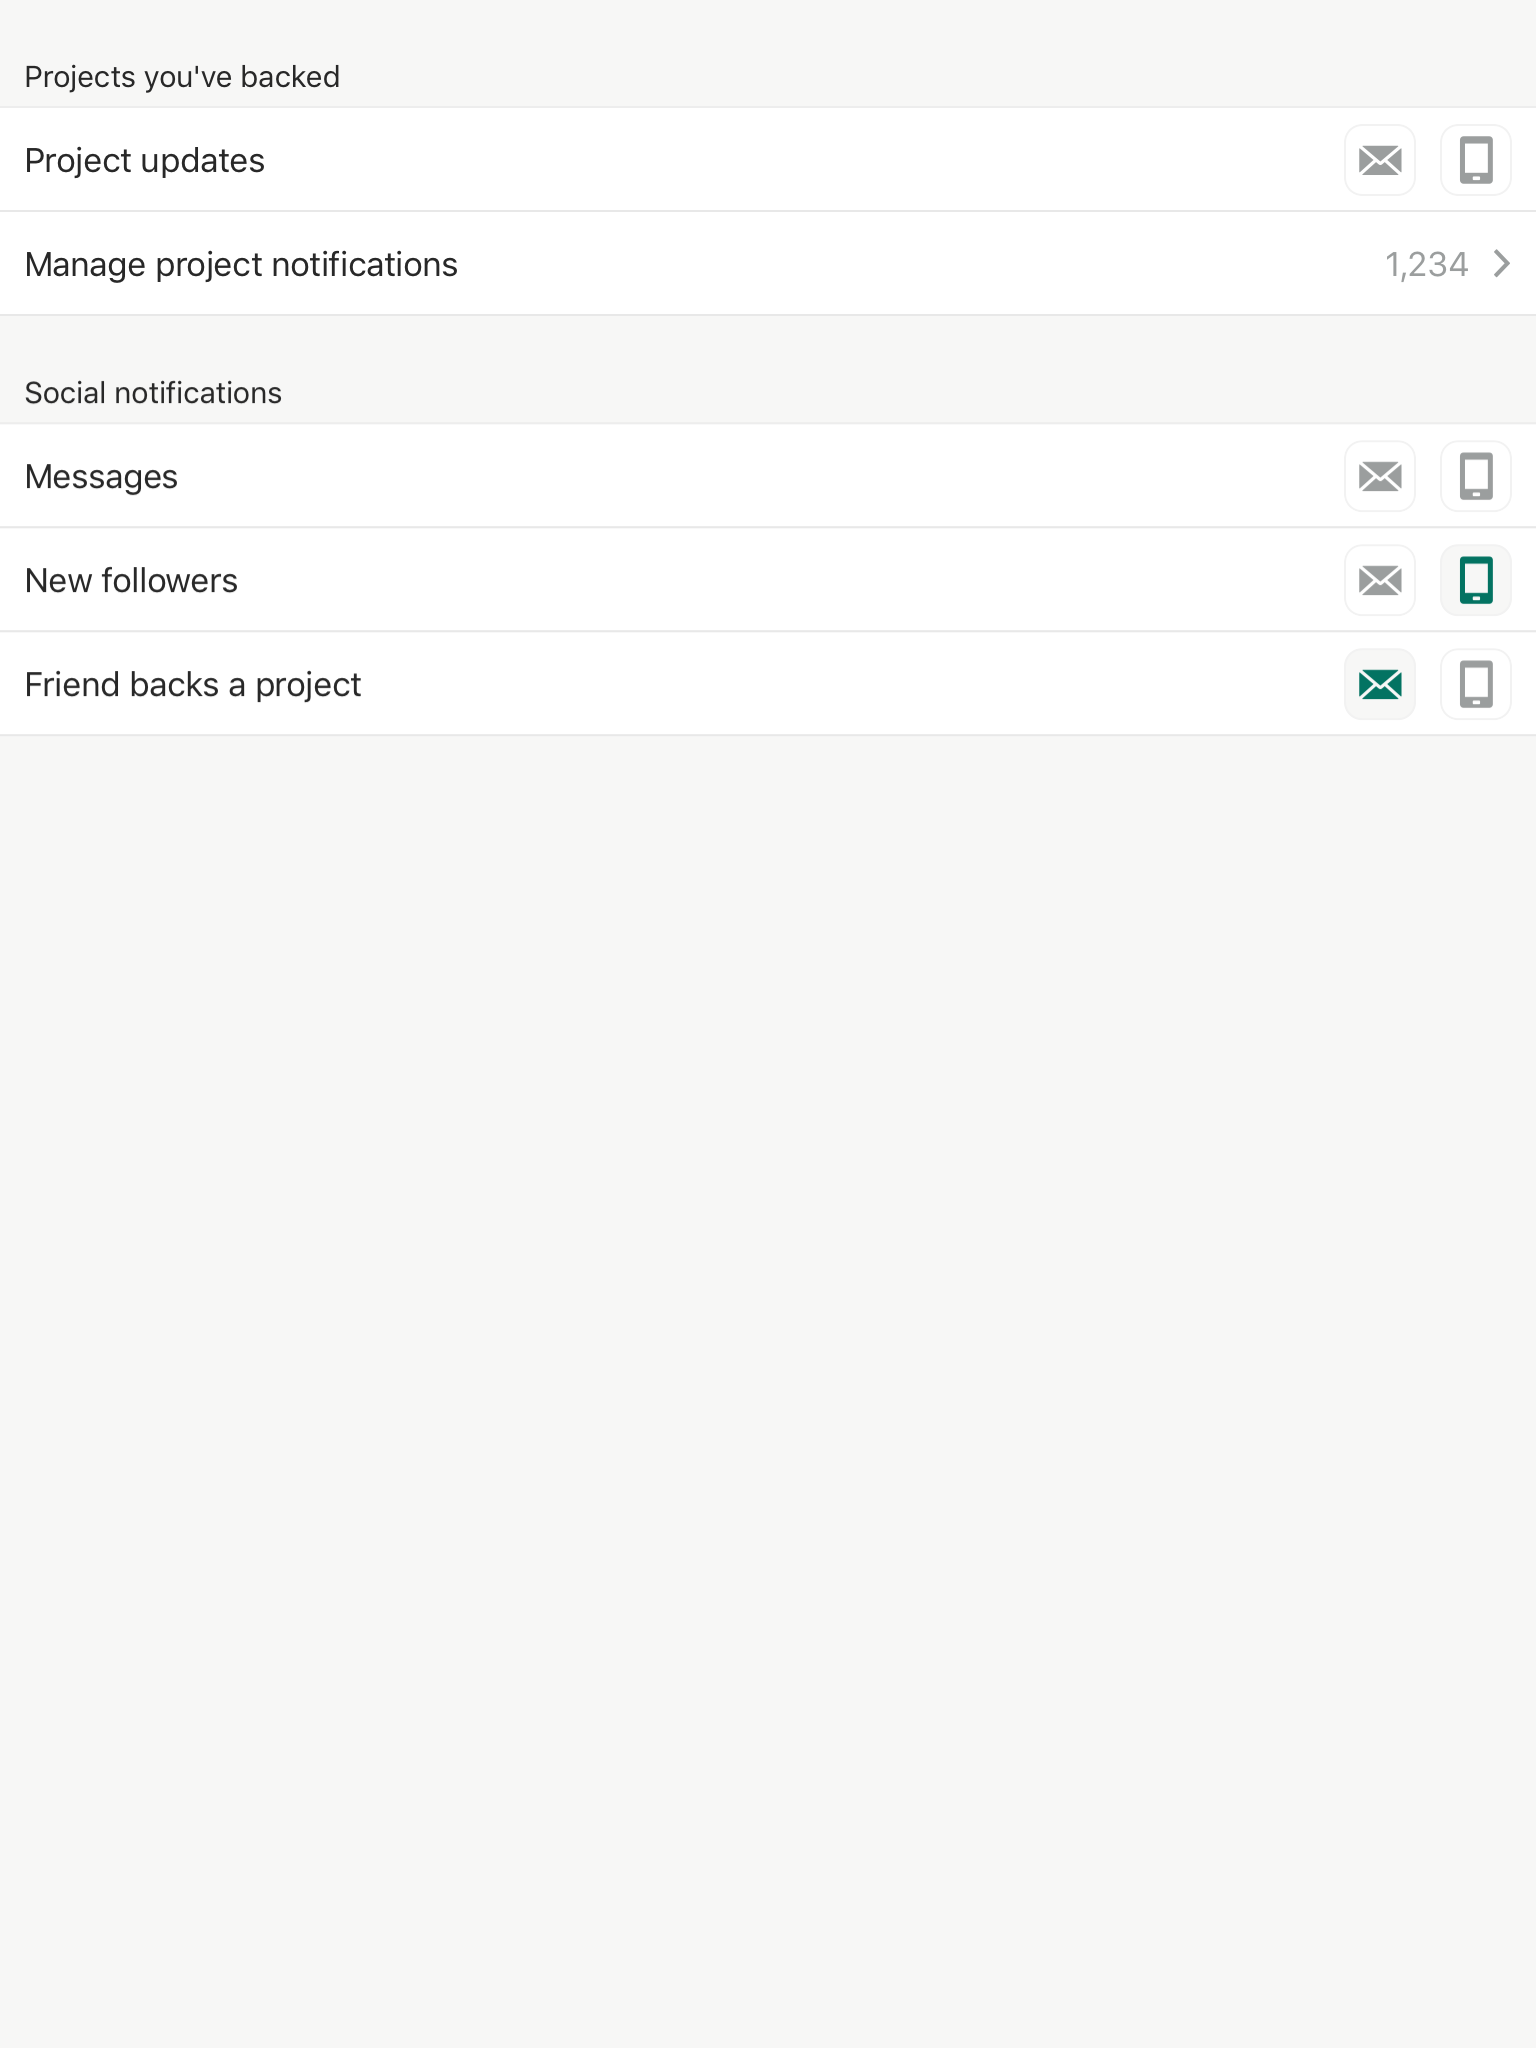 Projects you've backed
Project updates
Manage project notifications 1,234
Social notifications
Messages
New followers
Friend backs a project